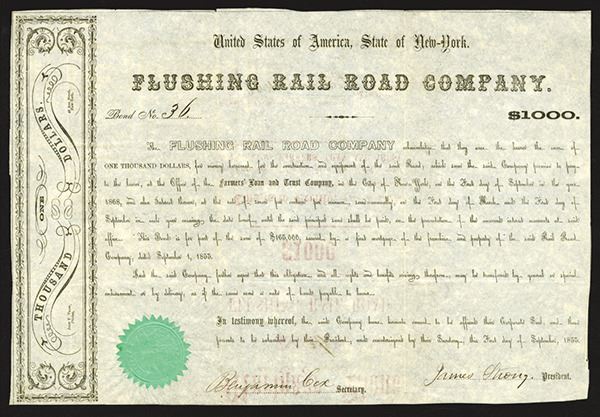 United States of America, State of New-York.
FLUSHING RAIL ROAD COMPANY.
Bond No. 36.
$1000.
FLUSHING RAIL ROAD COMPANY acknowledge that they owe the bearer the sum of
ONE THOUSAND DOLLARS, for money borrowed for the construction and equipment of the said Road; which sum the said Company promise to pay
to the bearer, at the Office of the Farmers' Loan and Trust Company, in the City of New-York, on the First day of September in the year
1868, and also interest thereon, at the rate of seven per centum per annum, semi-annually, on the First day of March and the First day of
September in each year ensuing the date hereof, until the said principal sum shall be paid, on the presentation of the annexed interest warrants at said
office. This Bond is for part of the sum of $165,000, secured by a first mortgage of the franchise and property of the said Rail Road
Company, dated September 1, 1855.
And the said Company further agree that this obligation, and all rights and benefits arising therefrom, may be transferred by general or special
endorsement, or by delivery, as if the same were a note of hand payable to bearer.
In testimony whereof, the said Company have hereunto caused to be affixed their Corporate Seal, and these
presents to be subscribed by their President, and countersigned by their Secretary, the First day of September, 1855.
Benjamin Cox
Secretary.
James Strong.
President.
ONE
THOUSAND
DOLLARS.